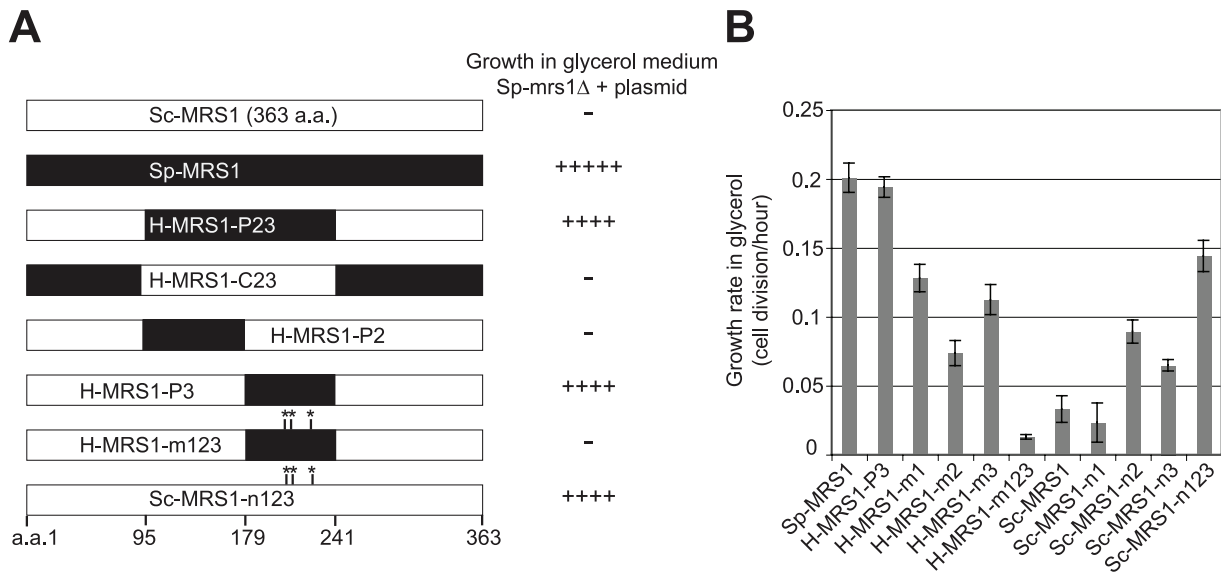 A
Growth in glycerol medium
Sp-mrs1Δ + plasmid
Sc-MRS1 (363 a.a.)
-
Sp-MRS1
+++++
H-MRS1-P23
++++
H-MRS1-C23
-
H-MRS1-P2
-
H-MRS1-P3
++++
** *
H-MRS1-m123
-
** *
Sc-MRS1-n123
++++
a.a.1 95 179 241 363
B
Growth rate in glycerol
(cell division/hour)
0.25
0.2
0.15
0.1
0.05
0
Sp-MRS1
H-MRS1-P3
H-MRS1-m1
H-MRS1-m2
H-MRS1-m3
H-MRS1-m123
Sc-MRS1
Sc-MRS1-n1
Sc-MRS1-n2
Sc-MRS1-n3
Sc-MRS1-n123